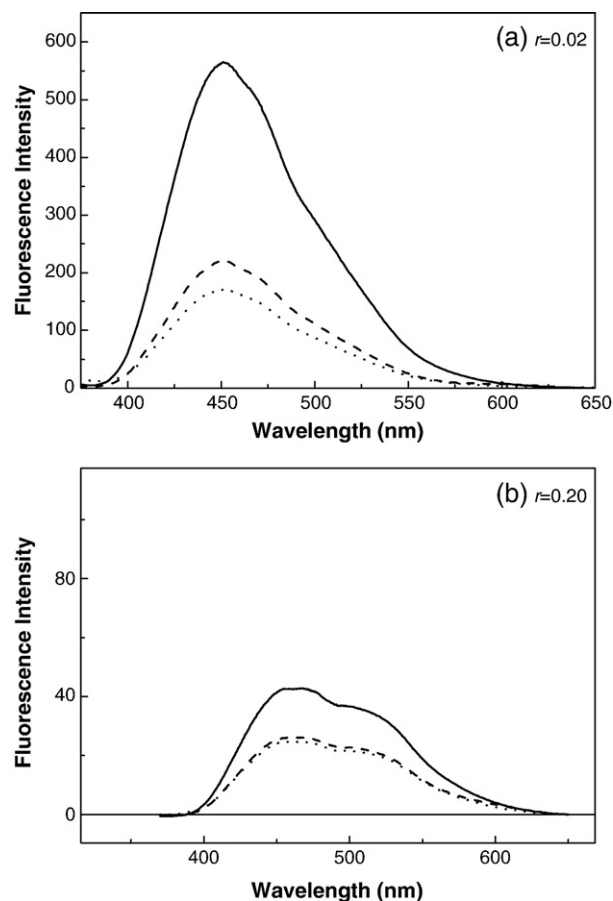 (a) r=0.02
600
500
400
300
200
100
0
Fluorescence Intensity
400 450 500 550 600 650
Wavelength (nm)
(b) r=0.20
80
40
0
Fluorescence Intensity
400 500 600
Wavelength (nm)